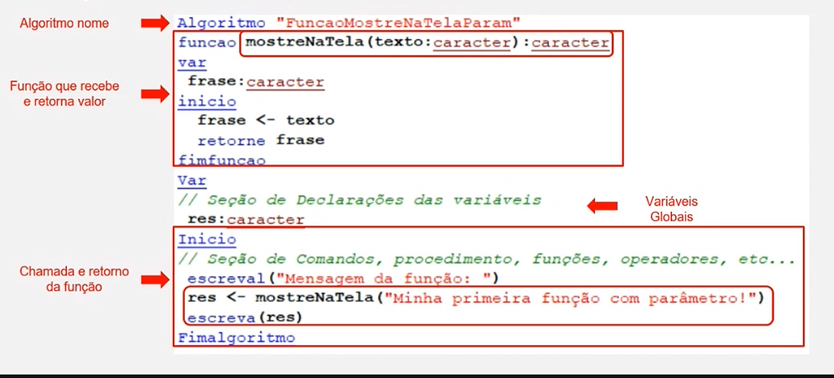 Algoritmo nome
Algoritmo "FuncaoMostreNaTelaParam"
funcao mostreNaTela(texto:caracter):caracter
var
frase:caracter
Função que recebe
e retorna valor
inicio
frase <- texto
retorne frase
fimfuncao
Var
// Seção de Declarações das variáveis
res:caracter
Variáveis
Globais
Inicio
// Seção de Comandos, procedimento, funções, operadores, etc...
Chamada e retorno
da função
escreval("Mensagem da função: ")
res <- mostreNaTela("Minha primeira função com parâmetro!")
escreva(res)
Fimalgoritmo